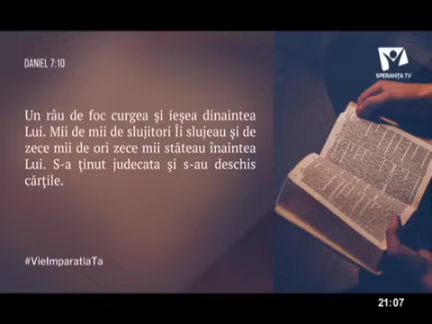 DANIEL 7:10
SPERANȚA TV
Un râu de foc curgea și ieșea dinaintea
Lui. Mii de mii de slujitori Îi slujeau și de
zece mii de ori zece mii stăteau înaintea
Lui. S-a ținut judecata și s-au deschis
cărțile.
#VieImparatiaTa
21:07